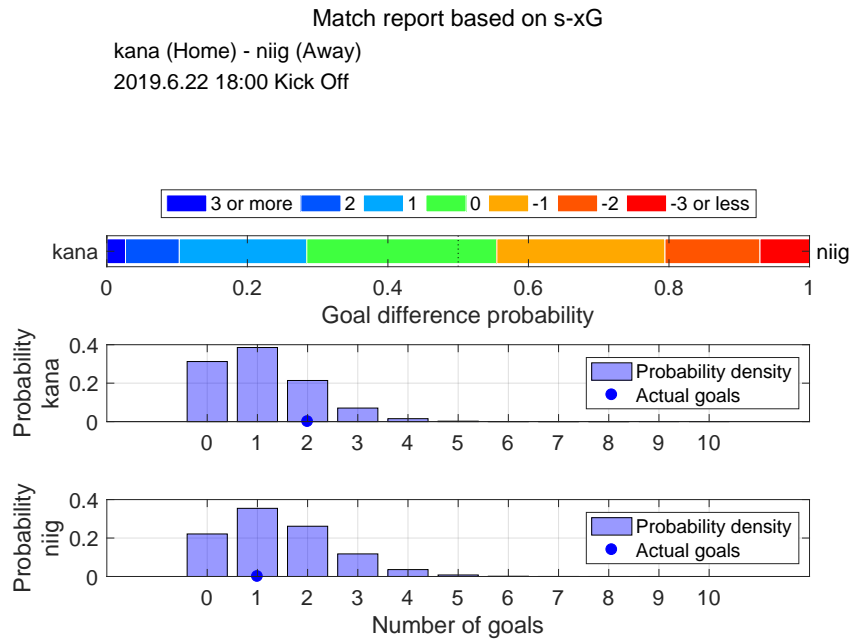 Match report based on s-xG
kana (Home) - niig (Away)
2019.6.22 18:00 Kick Off
3 or more 2 1 0 -1 -2 -3 or less
kana niig
0 0.2 0.4 0.6 0.8 1
Goal difference probability
Probability
kana
0.4
0.2
0
Probability density
Actual goals
0 1 2 3 4 5 6 7 8 9 10
Probability
niig
0.4
0.2
0
Probability density
Actual goals
0 1 2 3 4 5 6 7 8 9 10
Number of goals